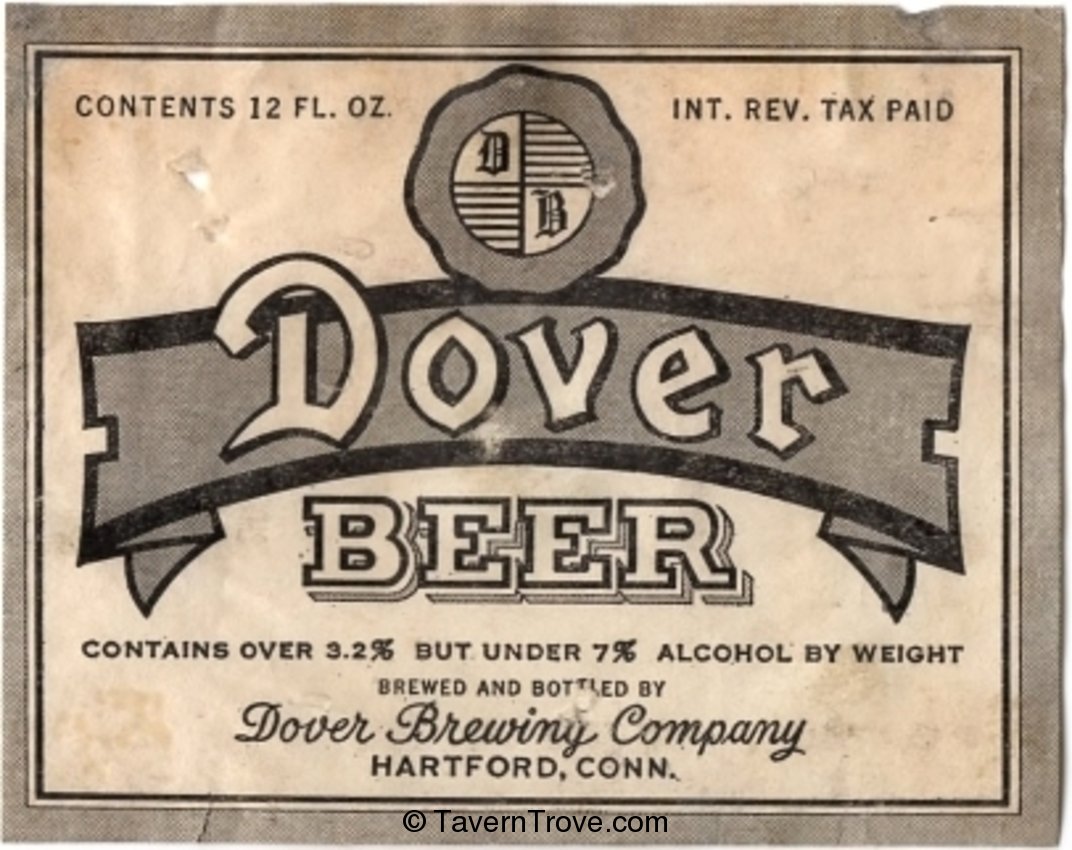 CONTENTS 12 FL. OZ.
INT. REV. TAX PAID
D
B
Dover
BEER
CONTAINS OVER 3.2% BUT UNDER 7% ALCOHOL BY WEIGHT
BREWED AND BOTTLED BY
Dover Brewing Company
HARTFORD, CONN.
© TavernTrove.com